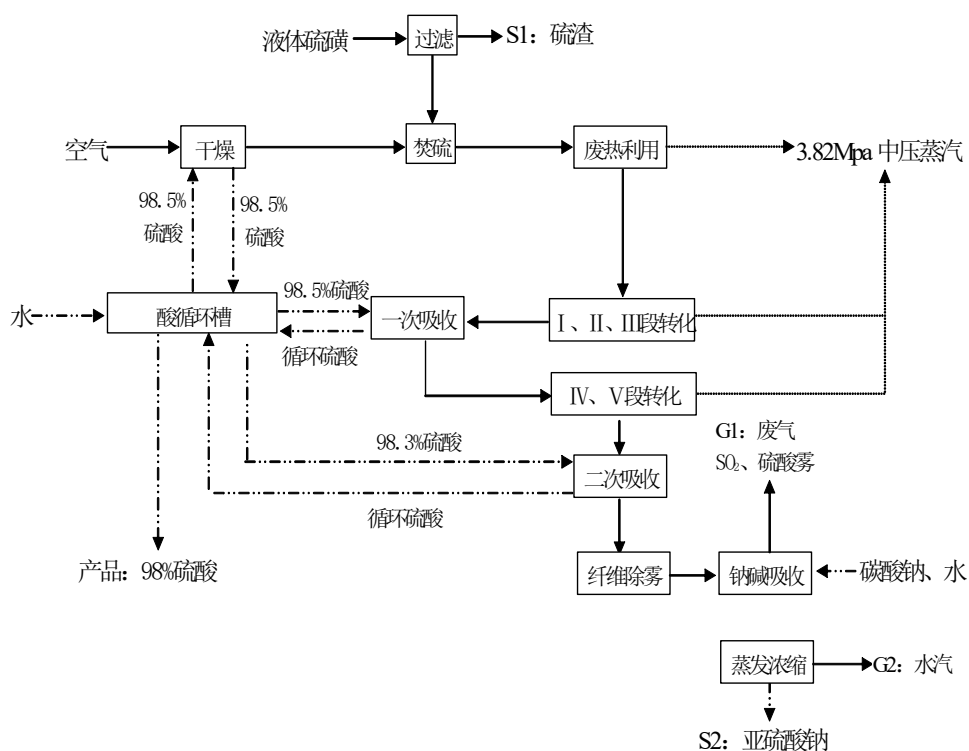 液体硫磺
过滤
S1：硫渣
空气
干燥
焚硫
废热利用
3.82Mpa 中压蒸汽
98.5%
硫酸
98.5%
硫酸
水
酸循环槽
98.5%硫酸
循环硫酸
一次吸收
Ⅰ、Ⅱ、Ⅲ段转化
Ⅳ、Ⅴ段转化
98.3%硫酸
循环硫酸
二次吸收
G1：废气
SO₂、硫酸雾
产品：98%硫酸
纤维除雾
钠碱吸收
碳酸钠、水
蒸发浓缩
G2：水汽
S2：亚硫酸钠